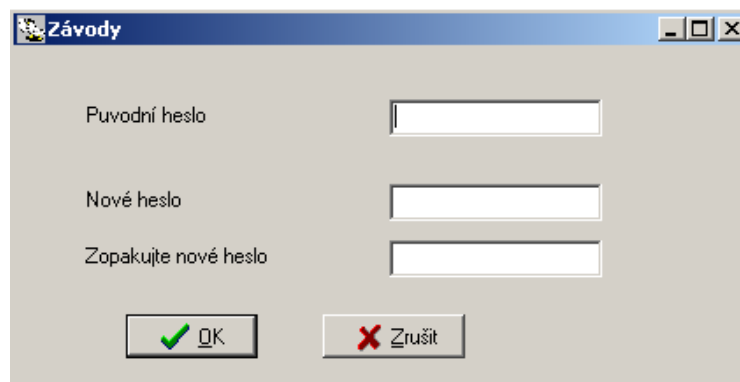 Závody
Puvodní heslo
Nové heslo
Zopakujte nové heslo
OK Zrušit